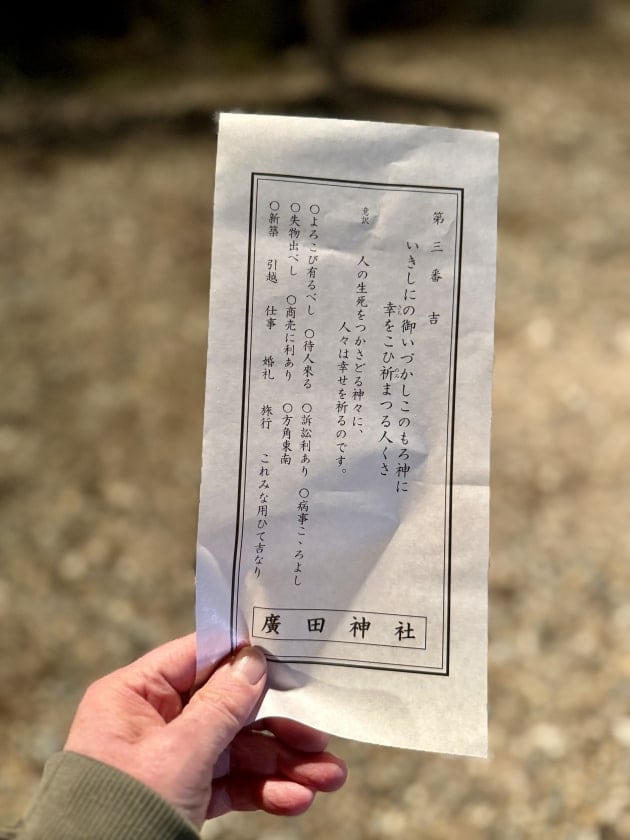 第三番 吉
いきしにの御いづかしこのもろ神に
幸をこひ祈まつる人くさ
意訳
人の生死をつかさどる神々に、
人々は幸せを祈るのです。
○よろこび有るべし ○待人来る ○訴訟利あり ○病事こゝろよし
○失物出べし ○商売に利あり ○方角東南
○新築 引越 仕事 婚礼 旅行 これみな用ひて吉なり
廣田神社